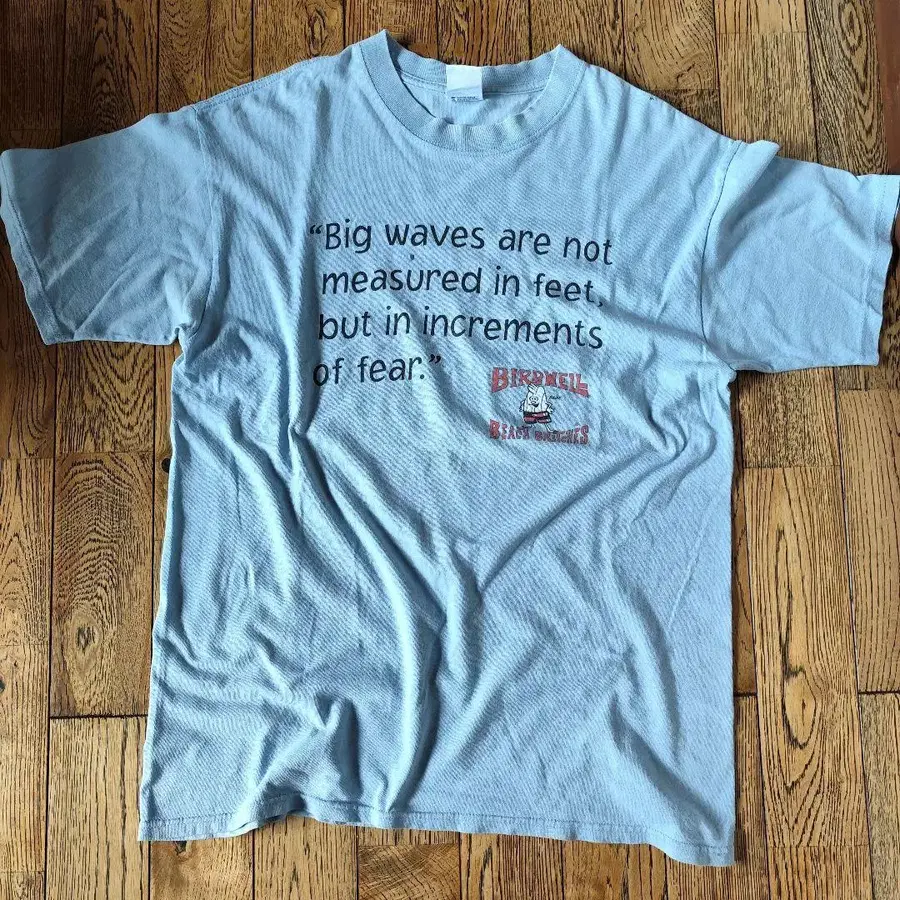 “Big waves are not
measured in feet,
but in increments
of fear.”
BIRDWELL
BEACH BRITCHES